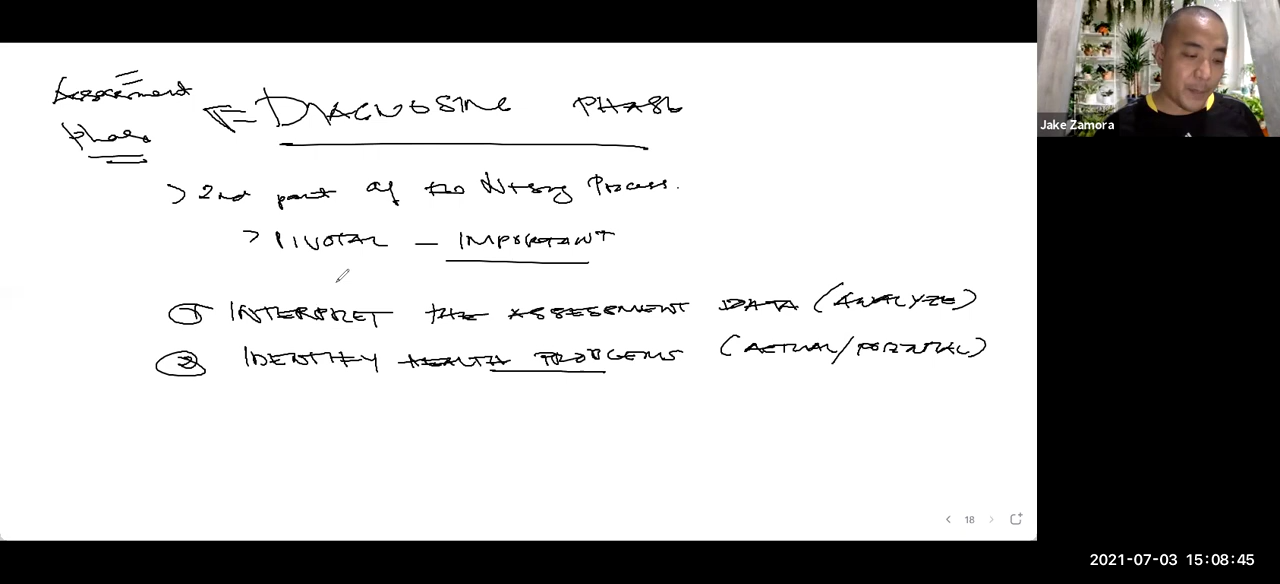 Assessment
phase
DIAGNOSING PHASE
> 2nd part of the Nursing Process.
> PIVOTAL – IMPORTANT
① INTERPRET THE ASSESSMENT DATA (ANALYZE)
② IDENTIFY HEALTH PROBLEMS (ACTUAL/POTENTIAL)
Jake Zamora
18
2021-07-03 15:08:45